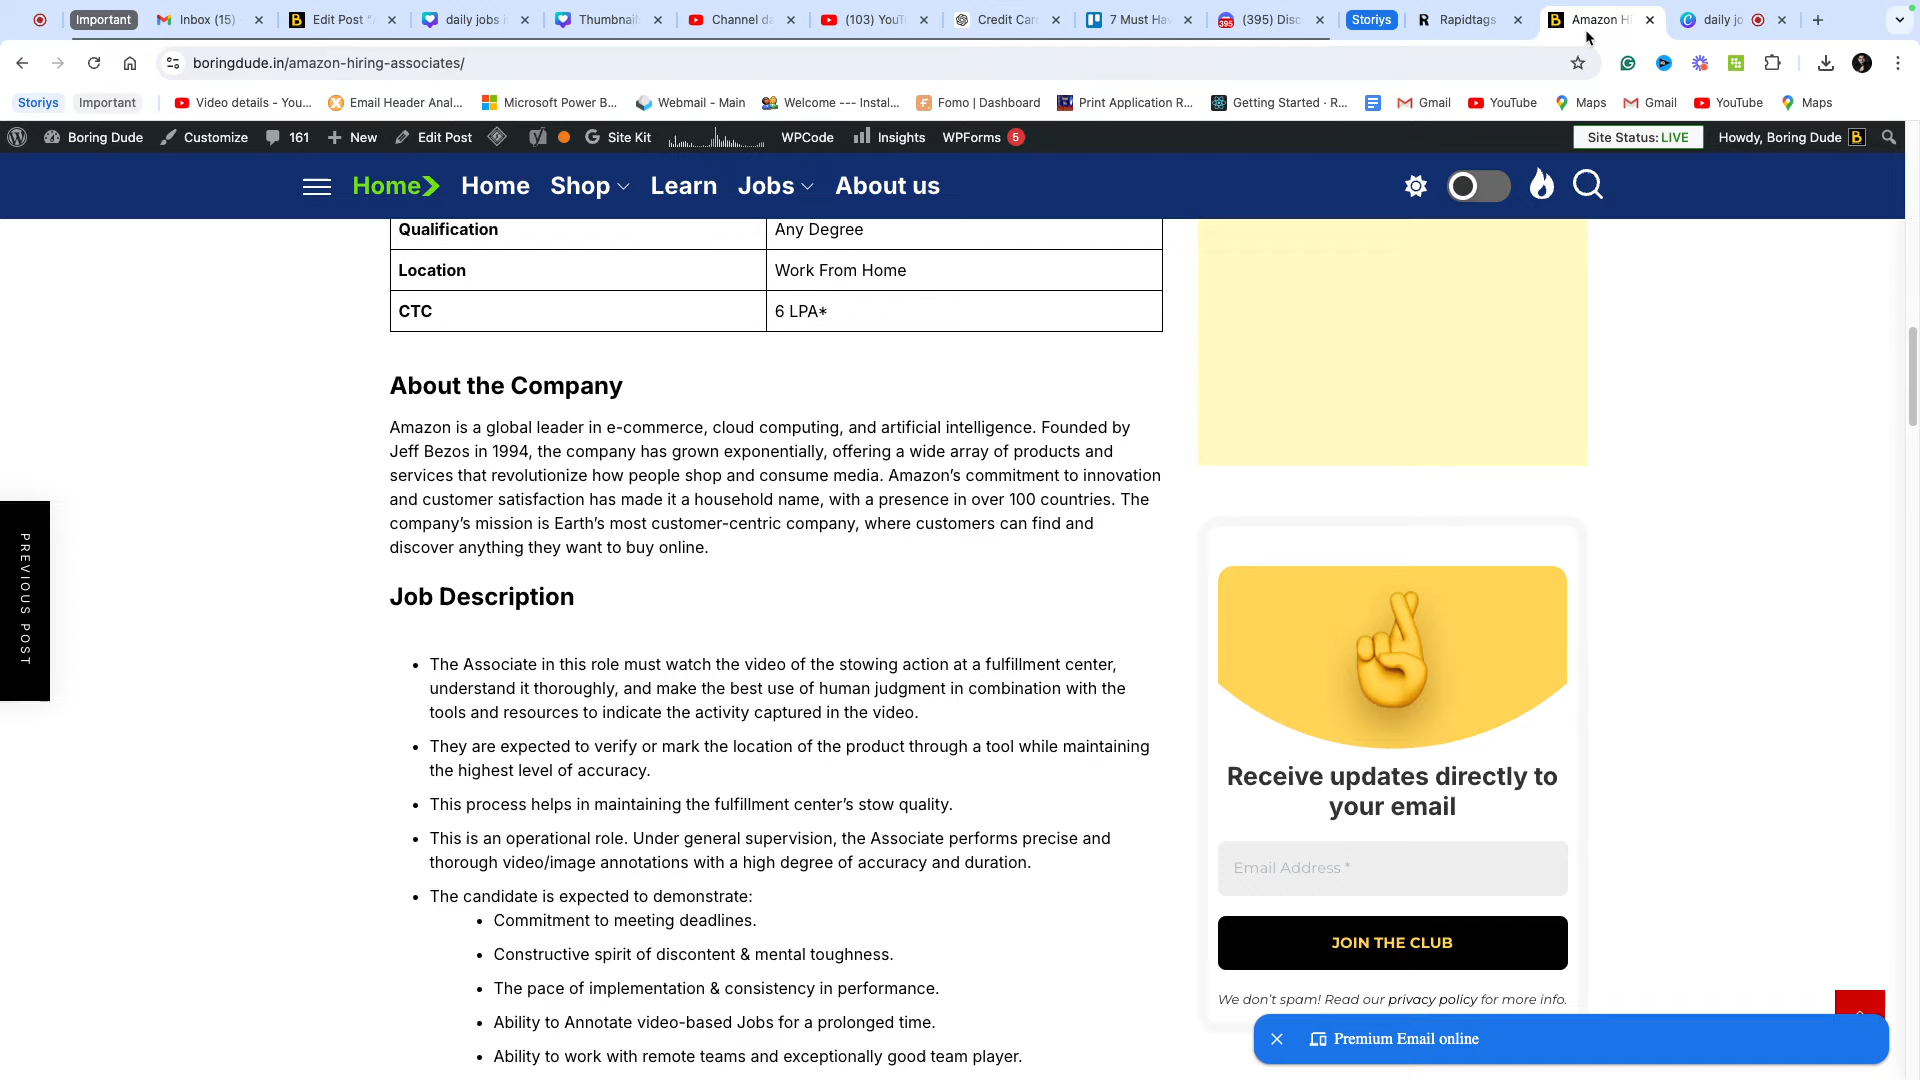 Important
Inbox (15)
Edit Post "
daily jobs i
Thumbnail
Channel da
(103) YouT
Credit Car
7 Must Ha
(395) Disc
Storiys
Rapidtags
Amazon Hi
daily jo
boringdude.in/amazon-hiring-associates/
Storiys
Important
Video details - You...
Email Header Anal...
Microsoft Power B...
Webmail - Main
Welcome --- Instal...
Fomo | Dashboard
Print Application R...
Getting Started · R...
Gmail
YouTube
Maps
Gmail
YouTube
Maps
Boring Dude
Customize
161
New
Edit Post
Site Kit
WPCode
Insights
WPForms 5
Site Status: LIVE
Howdy, Boring Dude
Home
Home
Shop
Learn
Jobs
About us
Qualification
Any Degree
Location
Work From Home
CTC
6 LPA*
About the Company
Amazon is a global leader in e-commerce, cloud computing, and artificial intelligence. Founded by
Jeff Bezos in 1994, the company has grown exponentially, offering a wide array of products and
services that revolutionize how people shop and consume media. Amazon's commitment to innovation
and customer satisfaction has made it a household name, with a presence in over 100 countries. The
company's mission is Earth's most customer-centric company, where customers can find and
discover anything they want to buy online.
Job Description
• The Associate in this role must watch the video of the stowing action at a fulfillment center,
understand it thoroughly, and make the best use of human judgment in combination with the
tools and resources to indicate the activity captured in the video.
• They are expected to verify or mark the location of the product through a tool while maintaining
the highest level of accuracy.
• This process helps in maintaining the fulfillment center's stow quality.
• This is an operational role. Under general supervision, the Associate performs precise and
thorough video/image annotations with a high degree of accuracy and duration.
• The candidate is expected to demonstrate:
• Commitment to meeting deadlines.
• Constructive spirit of discontent & mental toughness.
• The pace of implementation & consistency in performance.
• Ability to Annotate video-based Jobs for a prolonged time.
• Ability to work with remote teams and exceptionally good team player.
PREVIOUS POST
Receive updates directly to
your email
Email Address *
JOIN THE CLUB
We don't spam! Read our privacy policy for more info.
Premium Email online